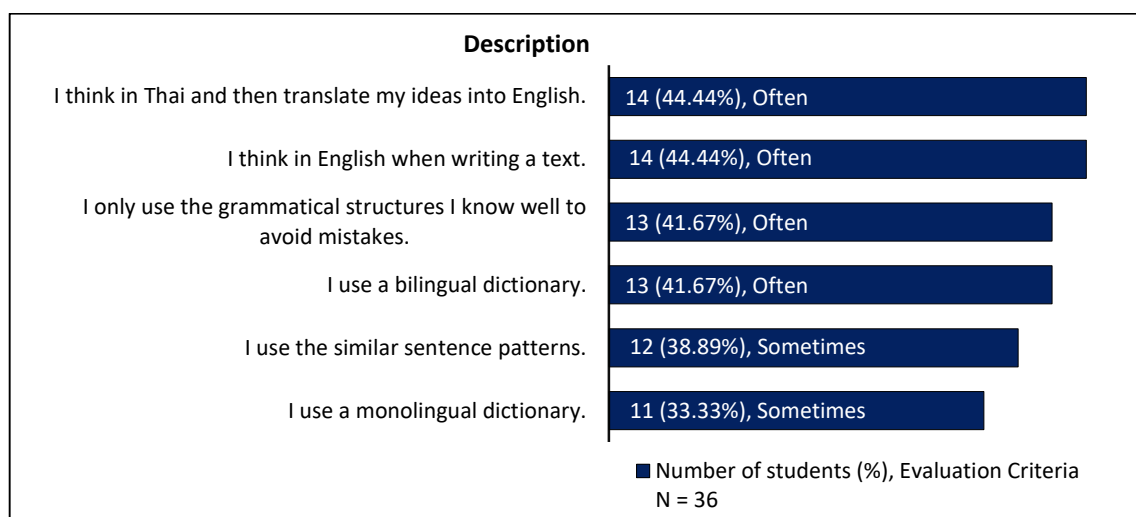 Description
I think in Thai and then translate my ideas into English.
14 (44.44%), Often
I think in English when writing a text.
14 (44.44%), Often
I only use the grammatical structures I know well to
avoid mistakes.
13 (41.67%), Often
I use a bilingual dictionary.
13 (41.67%), Often
I use the similar sentence patterns.
12 (38.89%), Sometimes
I use a monolingual dictionary.
11 (33.33%), Sometimes
Number of students (%), Evaluation Criteria
N = 36